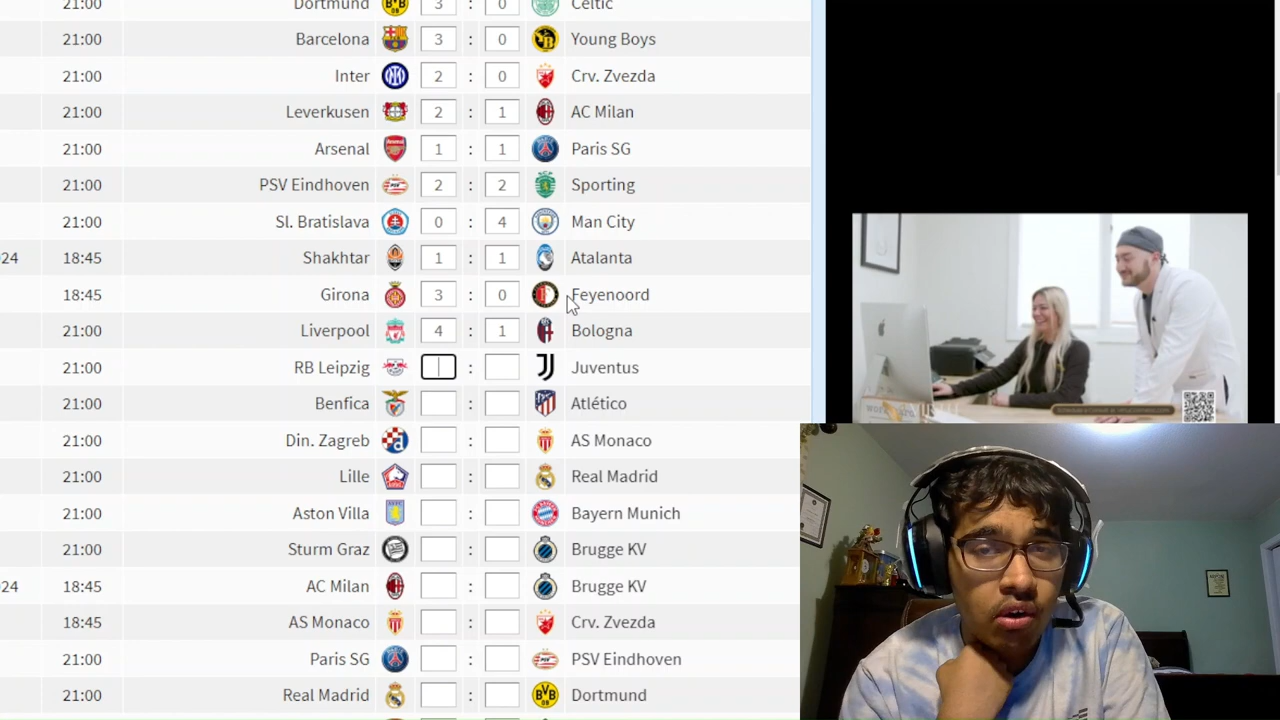 Dortmund 3 : 0 Celtic
21:00 Barcelona 3 : 0 Young Boys
21:00 Inter 2 : 0 Crv. Zvezda
21:00 Leverkusen 2 : 1 AC Milan
21:00 Arsenal 1 : 1 Paris SG
21:00 PSV Eindhoven 2 : 2 Sporting
21:00 Sl. Bratislava 0 : 4 Man City
24 18:45 Shakhtar 1 : 1 Atalanta
18:45 Girona 3 : 0 Feyenoord
21:00 Liverpool 4 : 1 Bologna
21:00 RB Leipzig : Juventus
21:00 Benfica : Atlético
21:00 Din. Zagreb : AS Monaco
21:00 Lille : Real Madrid
21:00 Aston Villa : Bayern Munich
21:00 Sturm Graz : Brugge KV
24 18:45 AC Milan : Brugge KV
18:45 AS Monaco : Crv. Zvezda
21:00 Paris SG : PSV Eindhoven
21:00 Real Madrid : Dortmund